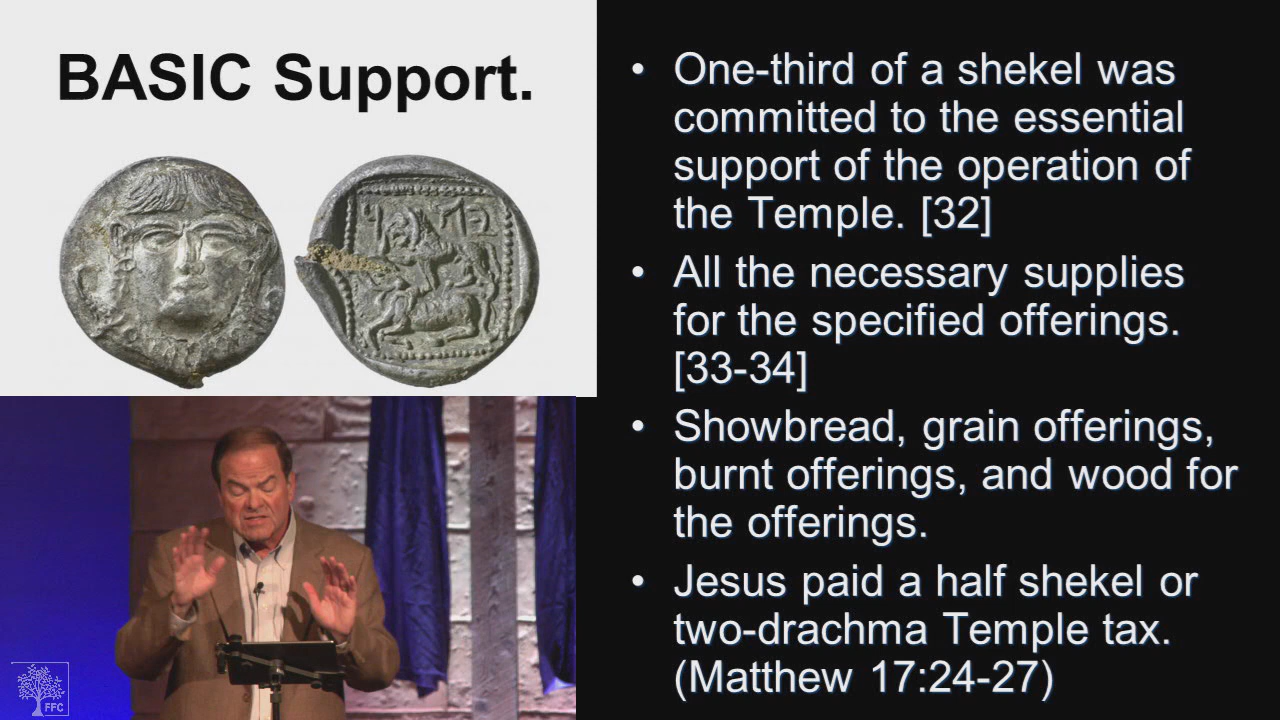 BASIC Support.
• One-third of a shekel was
committed to the essential
support of the operation of
the Temple. [32]
• All the necessary supplies
for the specified offerings.
[33-34]
• Showbread, grain offerings,
burnt offerings, and wood for
the offerings.
• Jesus paid a half shekel or
two-drachma Temple tax.
(Matthew 17:24-27)
FFC